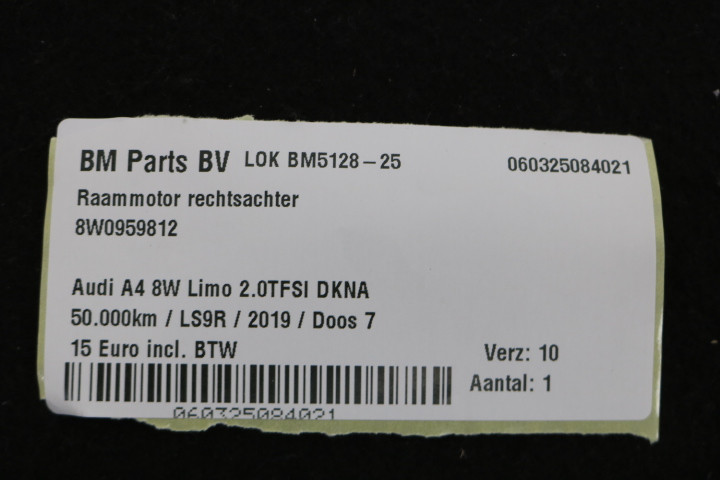 BM Parts BV LOK BM5128-25 060325084021
Raammotor rechtsachter
8W0959812
Audi A4 8W Limo 2.0TFSI DKNA
50.000km / LS9R / 2019 / Doos 7
15 Euro incl. BTW Verz: 10
Aantal: 1
060325084021